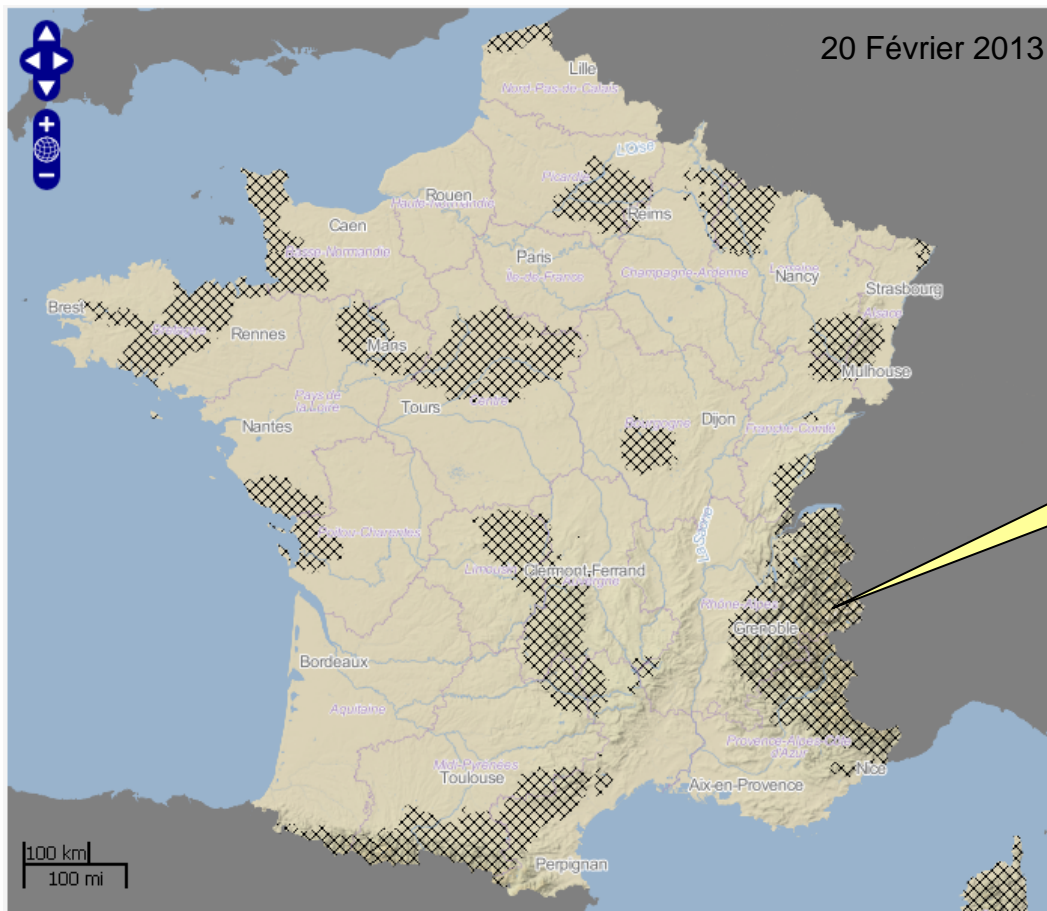 20 Février 2013
Lille
Nord-Pas-de-Calais
L'Oise
Picardie
Rouen
Haute-Normandie
Reims
Caen
Basse-Normandie
Paris
Île-de-France
Champagne-Ardenne
Lorraine
Nancy
Strasbourg
Alsace
Brest
Bretagne
Rennes
Mans
Mulhouse
Pays de
la Loire
Tours
Centre
Nantes
Dijon
Bourgogne
Franche-Comté
Poitou-Charentes
La Saône
Limousin
Clermont-Ferrand
Auvergne
Rhône-Alpes
Grenoble
Bordeaux
Aquitaine
Provence-Alpes-Côte
d'Azur
Nice
Midi-Pyrénées
Toulouse
Aix-en-Provence
100 km
100 mi
Perpignan